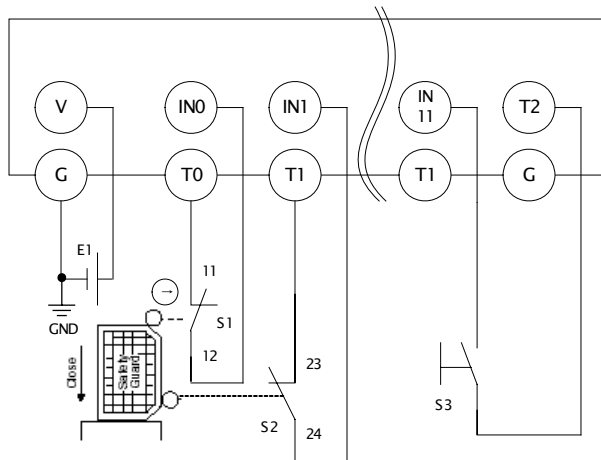 V
IN0
IN1
IN
11
T2
G
T0
T1
T1
G
E1
GND
11
S1
12
Close
Safety
Guard
23
S2
24
S3